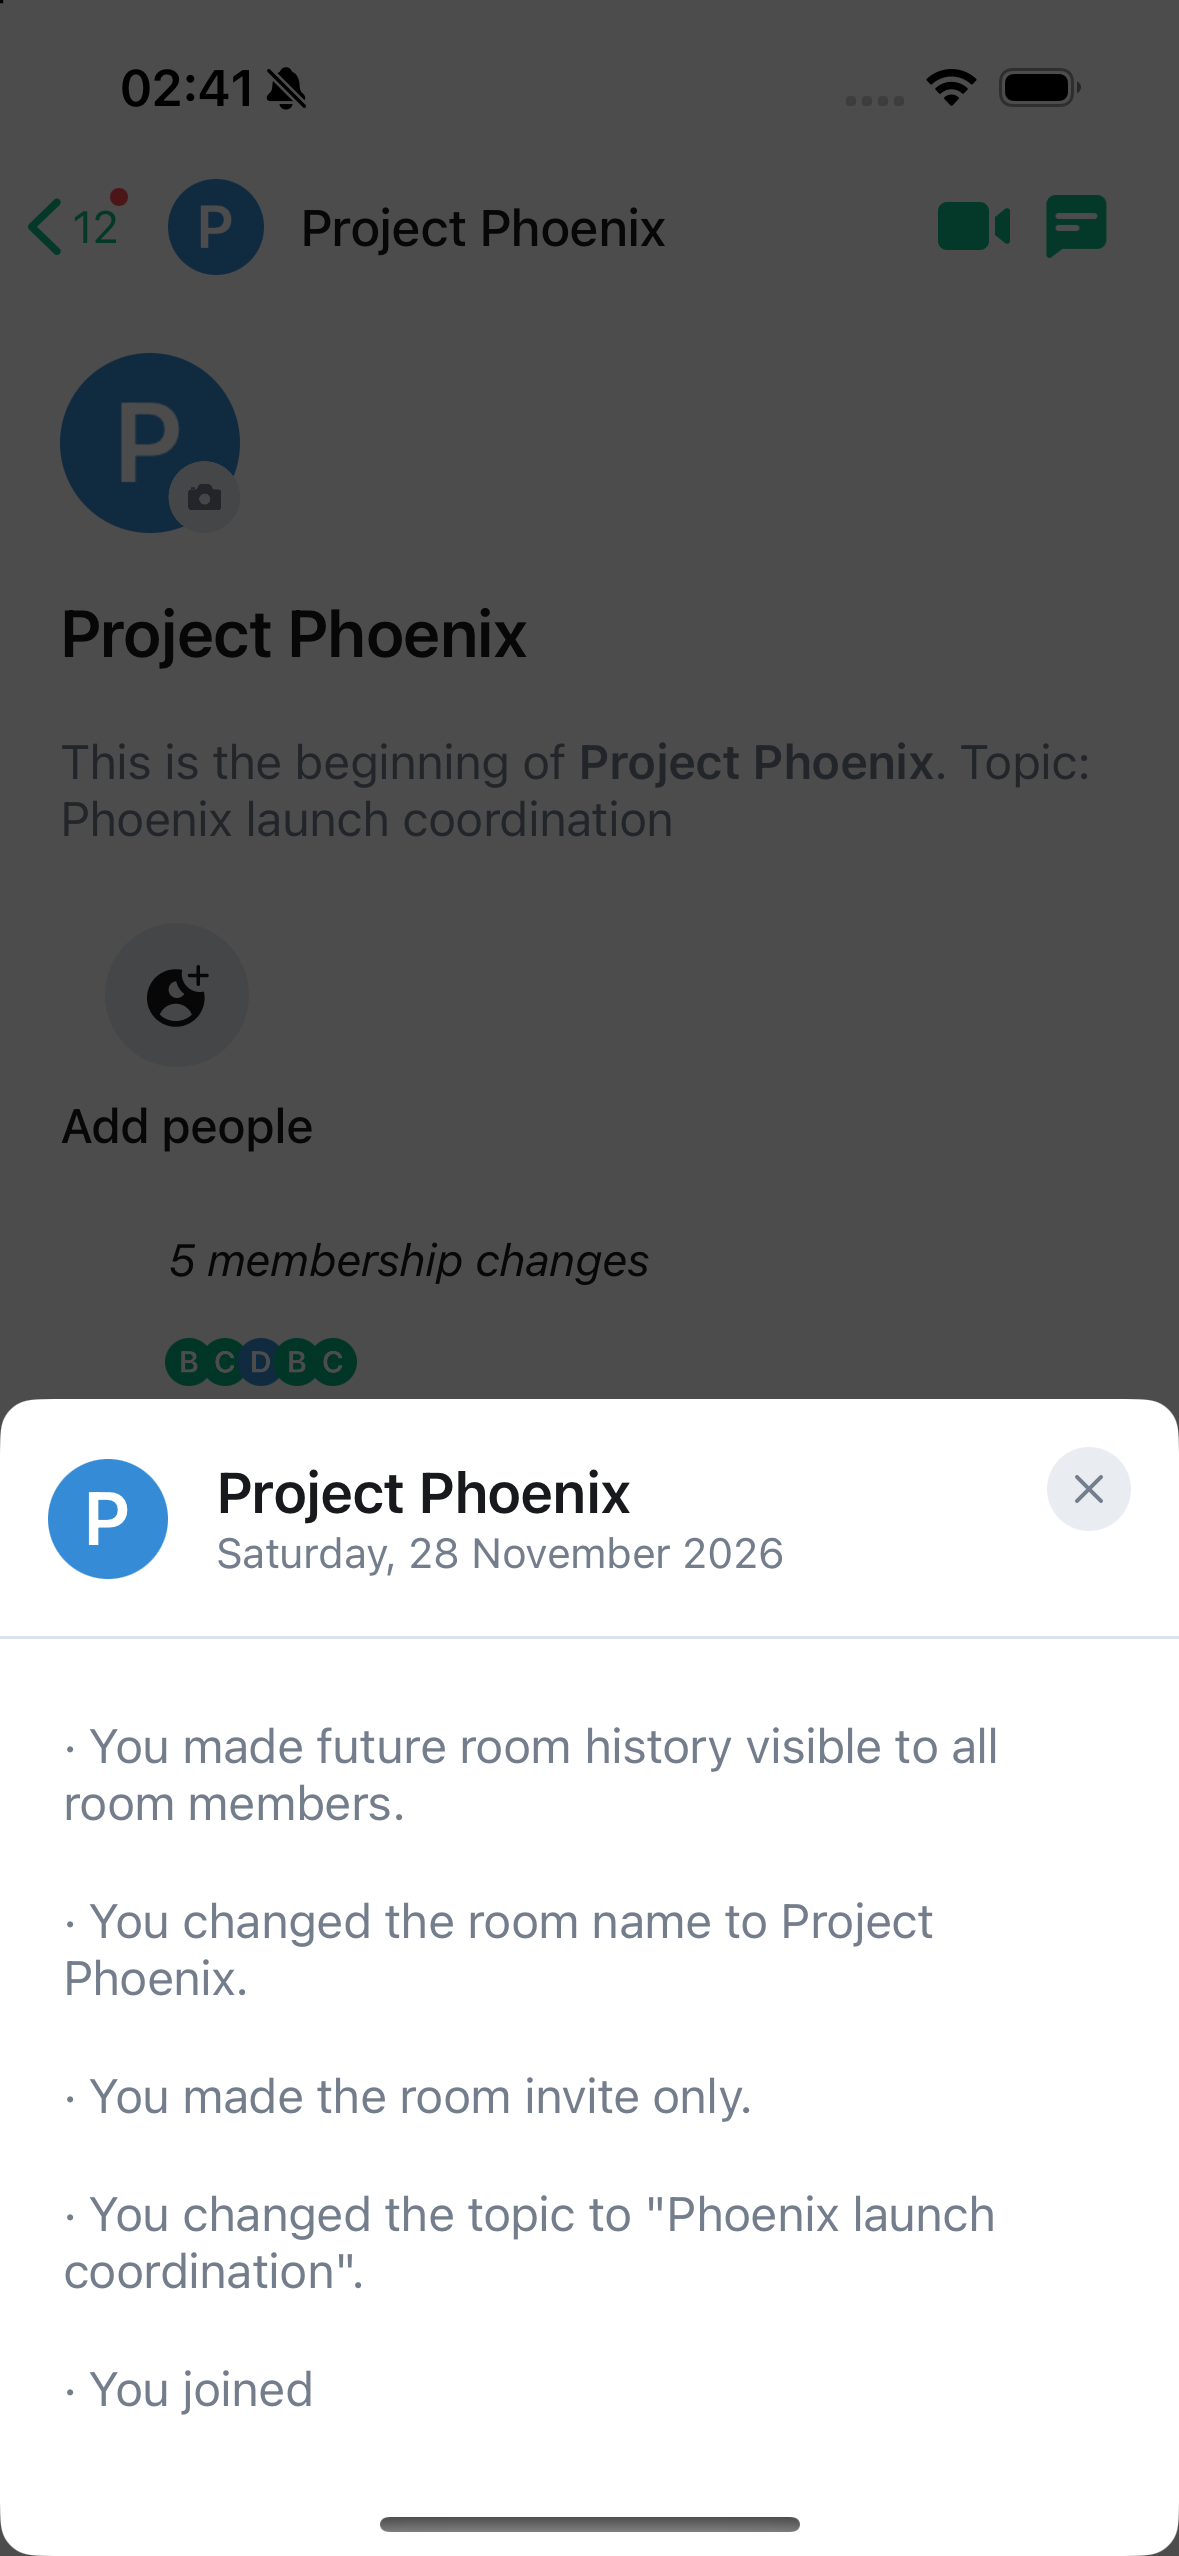 02:41
12
P
Project Phoenix
P
Project Phoenix
This is the beginning of Project Phoenix. Topic:
Phoenix launch coordination
Add people
5 membership changes
B C D B C
P
Project Phoenix
Saturday, 28 November 2026
· You made future room history visible to all
room members.
· You changed the room name to Project
Phoenix.
· You made the room invite only.
· You changed the topic to "Phoenix launch
coordination".
· You joined